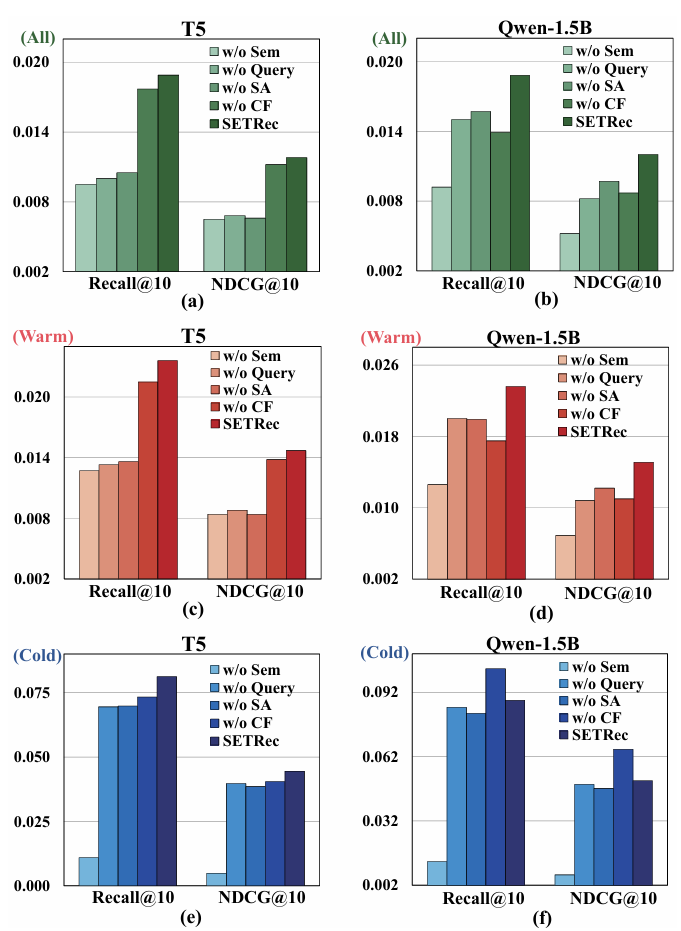 T5
(All)
w/o Sem
w/o Query
w/o SA
w/o CF
SETRec
0.020
0.014
0.008
0.002
Recall@10
NDCG@10
(a)
Qwen-1.5B
(All)
w/o Sem
w/o Query
w/o SA
w/o CF
SETRec
0.020
0.014
0.008
0.002
Recall@10
NDCG@10
(b)
T5
(Warm)
w/o Sem
w/o Query
w/o SA
w/o CF
SETRec
0.020
0.014
0.008
0.002
Recall@10
NDCG@10
(c)
Qwen-1.5B
(Warm)
w/o Sem
w/o Query
w/o SA
w/o CF
SETRec
0.026
0.018
0.010
0.002
Recall@10
NDCG@10
(d)
T5
(Cold)
w/o Sem
w/o Query
w/o SA
w/o CF
SETRec
0.075
0.050
0.025
0.000
Recall@10
NDCG@10
(e)
Qwen-1.5B
(Cold)
w/o Sem
w/o Query
w/o SA
w/o CF
SETRec
0.092
0.062
0.032
0.002
Recall@10
NDCG@10
(f)